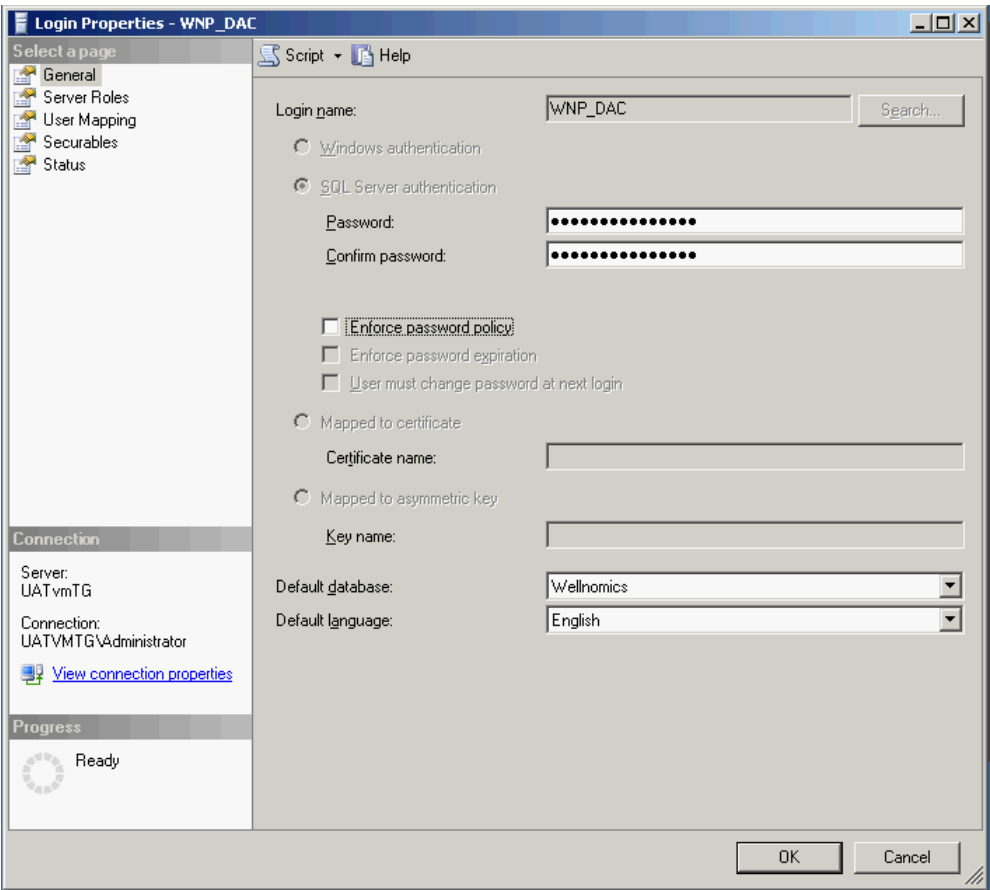 Login Properties - WNP_DAC
Select a page
General
Server Roles
User Mapping
Securables
Status
Script Help
Login name: WNP_DAC Search...
Windows authentication
SQL Server authentication
Password: ●●●●●●●●●●●●●●●
Confirm password: ●●●●●●●●●●●●●●●
Enforce password policy
Enforce password expiration
User must change password at next login
Mapped to certificate
Certificate name:
Mapped to asymmetric key
Key name:
Default database: Wellnomics
Default language: English
Connection
Server:
UATvmTG
Connection:
UATVMTG\Administrator
View connection properties
Progress
Ready
OK Cancel